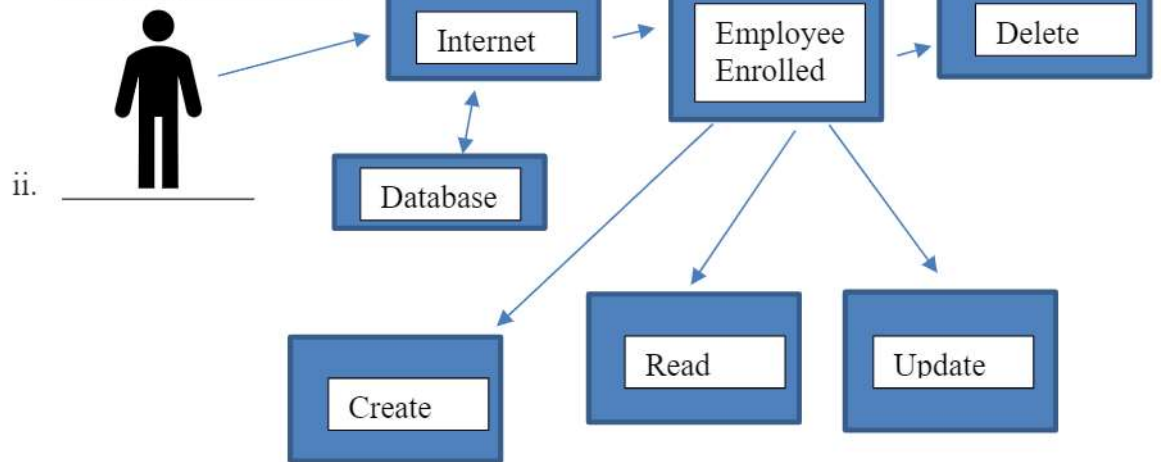 Internet
Employee
Enrolled
Delete
ii.
Database
Create
Read
Update